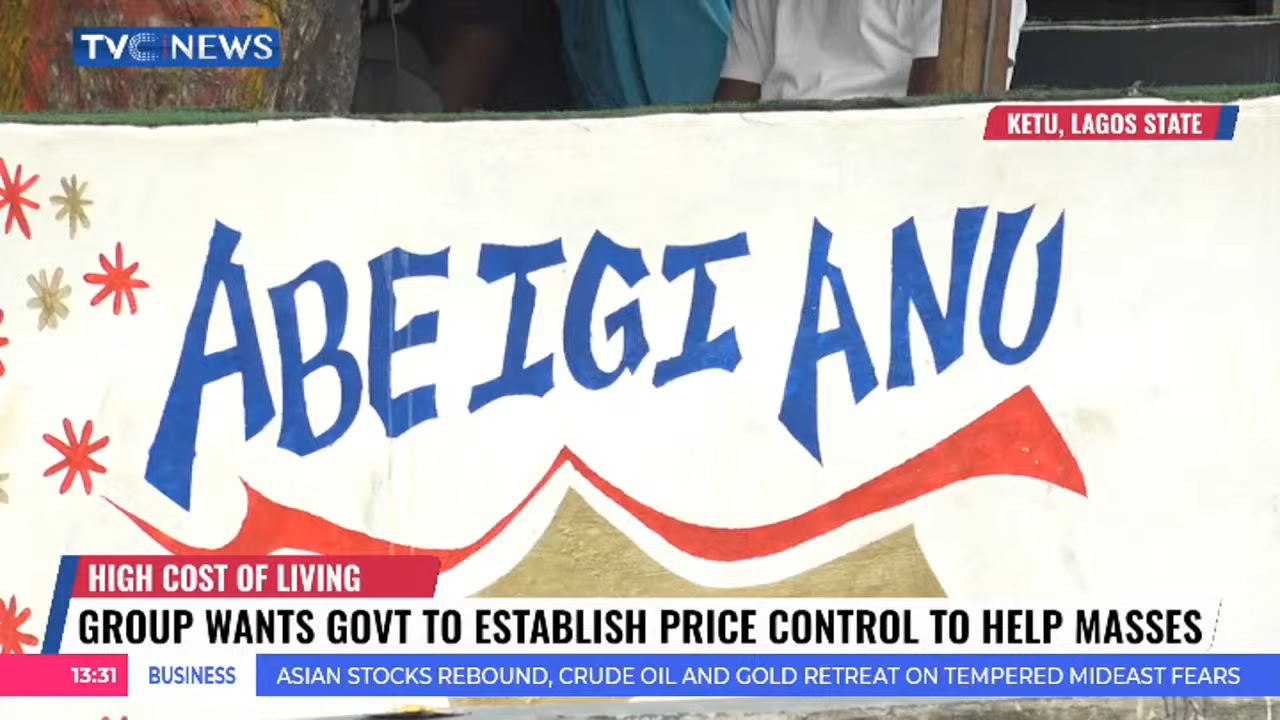 TVC NEWS
KETU, LAGOS STATE
ABE IGI ANU
HIGH COST OF LIVING
GROUP WANTS GOVT TO ESTABLISH PRICE CONTROL TO HELP MASSES
13:31 BUSINESS ASIAN STOCKS REBOUND, CRUDE OIL AND GOLD RETREAT ON TEMPERED MIDEAST FEARS